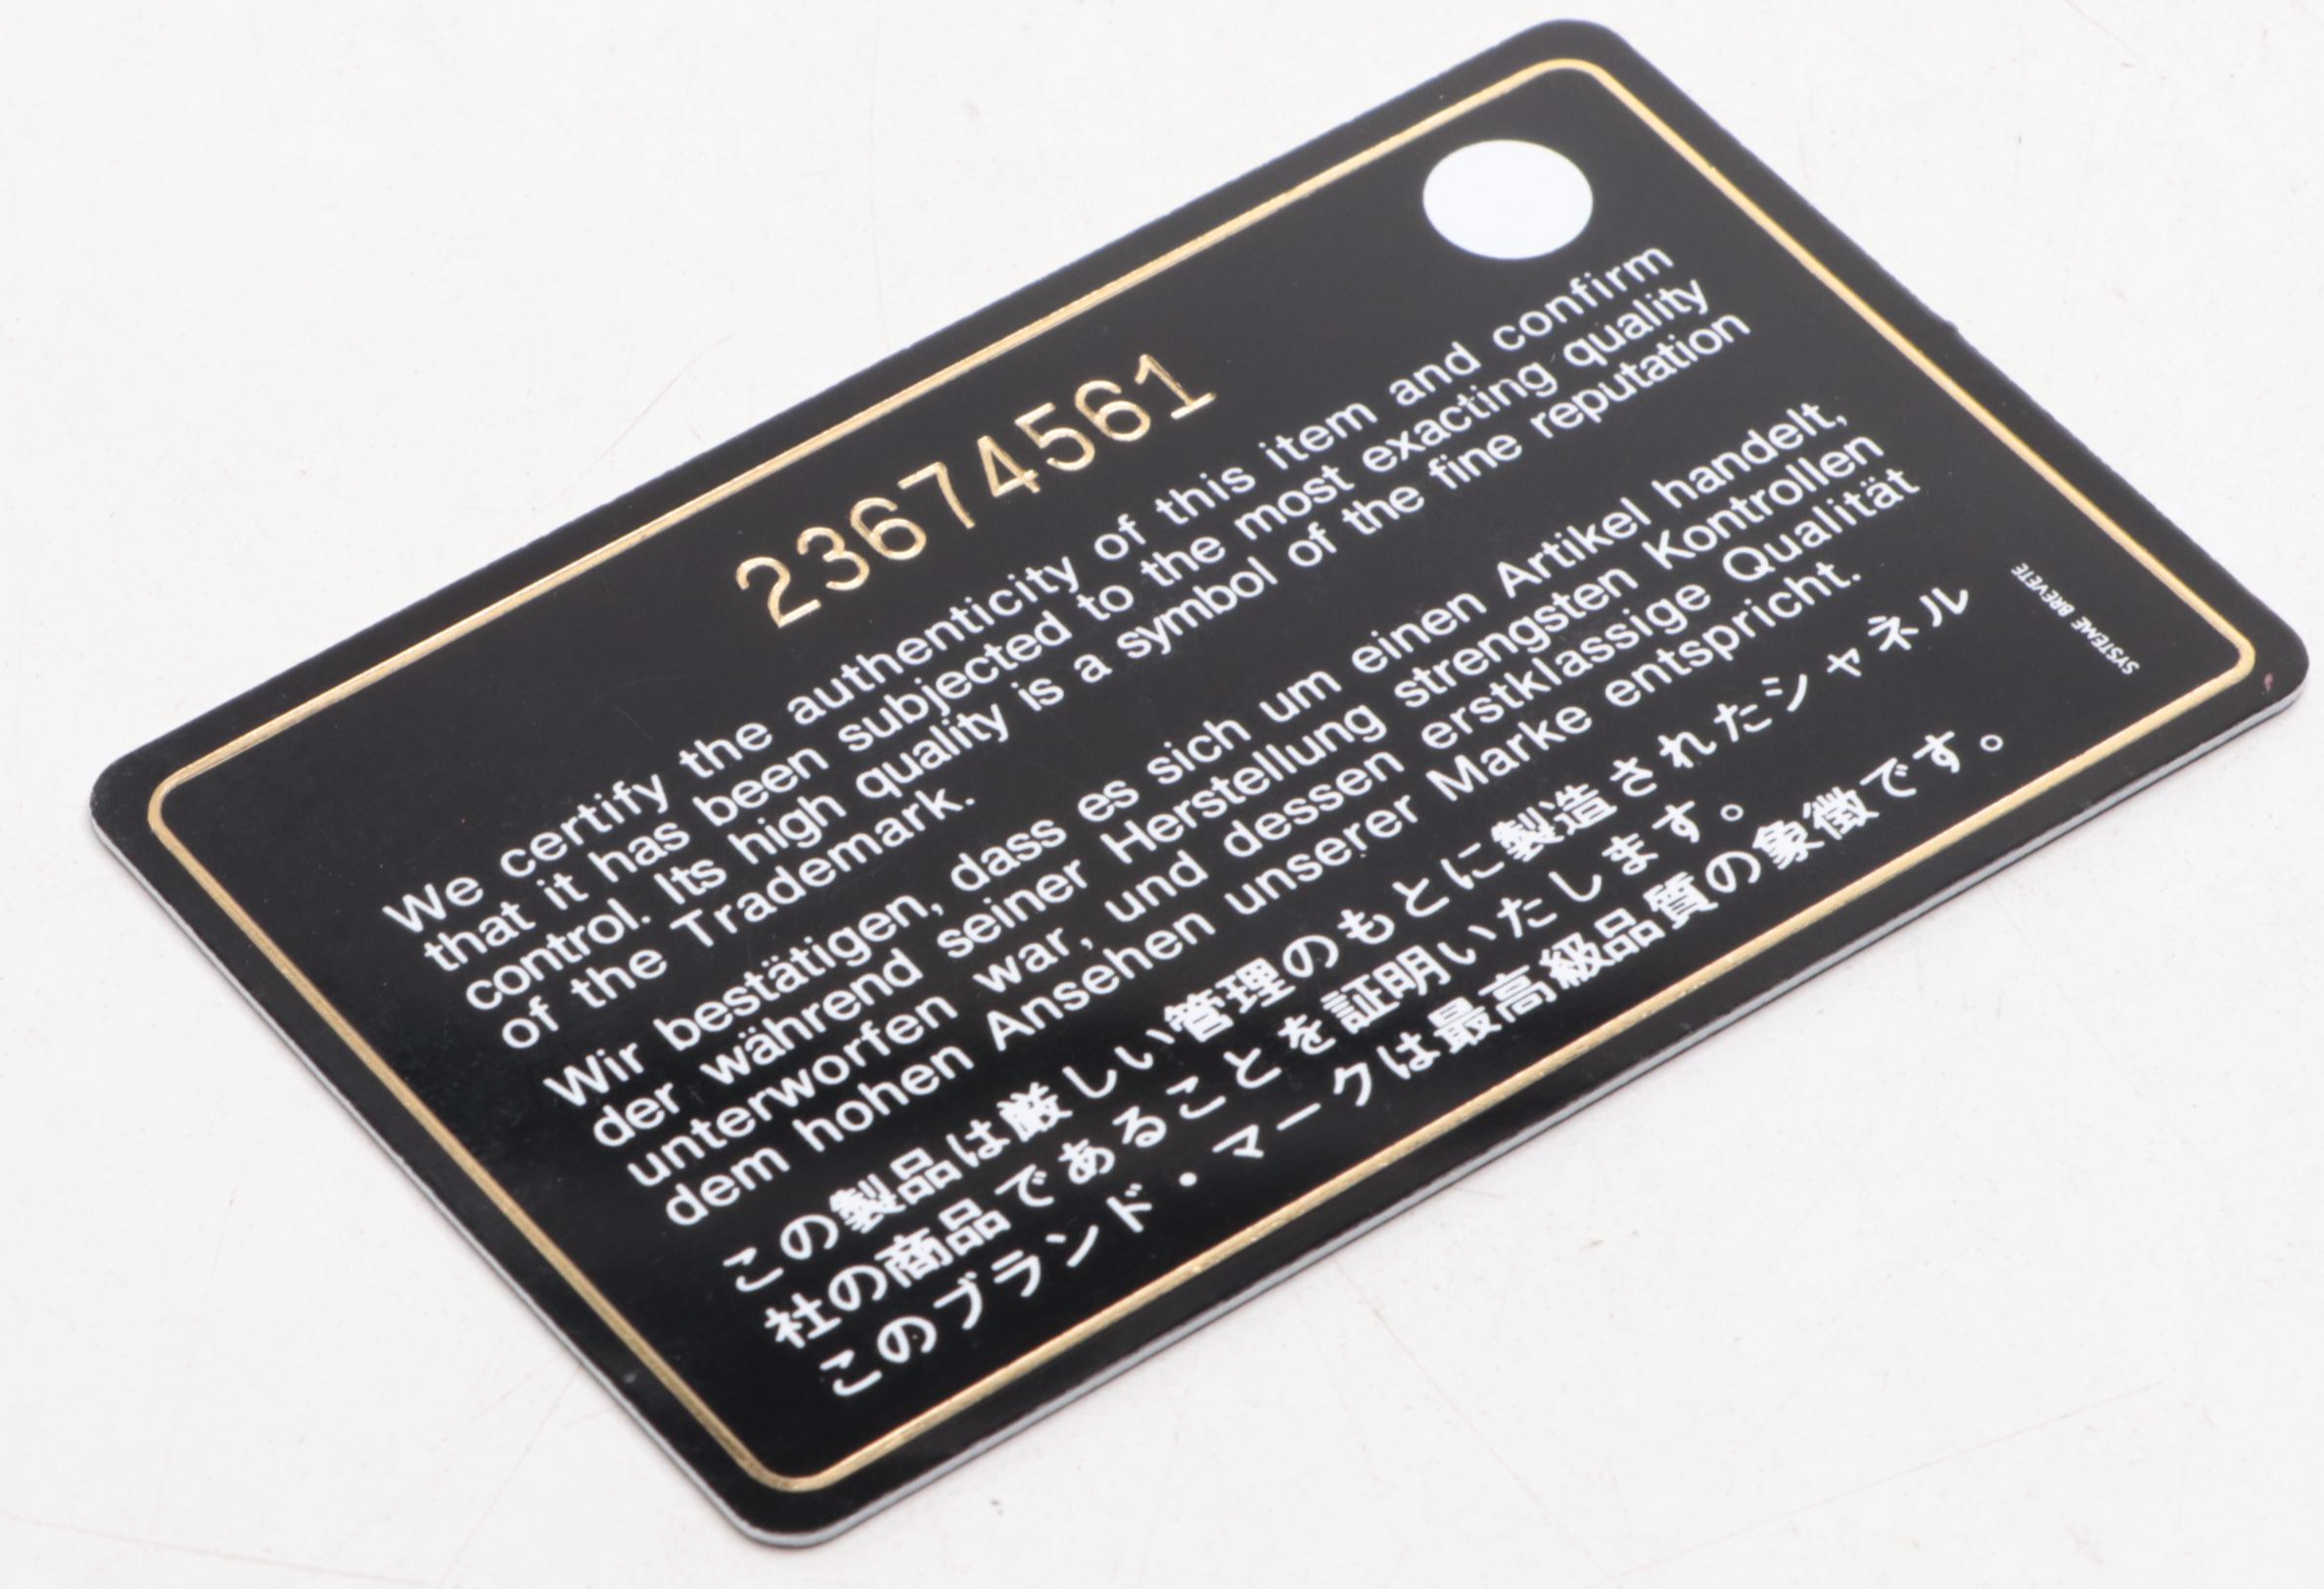 23674561
We certify the authenticity of this item and confirm
that it has been subjected to the most exacting quality
control. Its high quality is a symbol of the fine reputation
of the Trademark.
Wir bestätigen, dass es sich um einen Artikel handelt,
der während seiner Herstellung strengsten Kontrollen
unterworfen war, und dessen erstklassige Qualität
dem hohen Ansehen unserer Marke entspricht.
この製品は厳しい管理のもとに製造されたシャネル
社の商品であることを証明いたします。
このブランド・マークは最高級品質の象徴です。
SYSTEME BREVETE